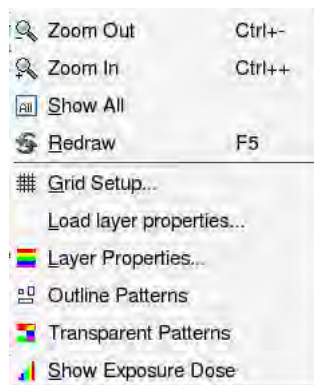 Zoom Out Ctrl+-
Zoom In Ctrl++
All Show All
Redraw F5
Grid Setup...
Load layer properties...
Layer Properties...
Outline Patterns
Transparent Patterns
Show Exposure Dose